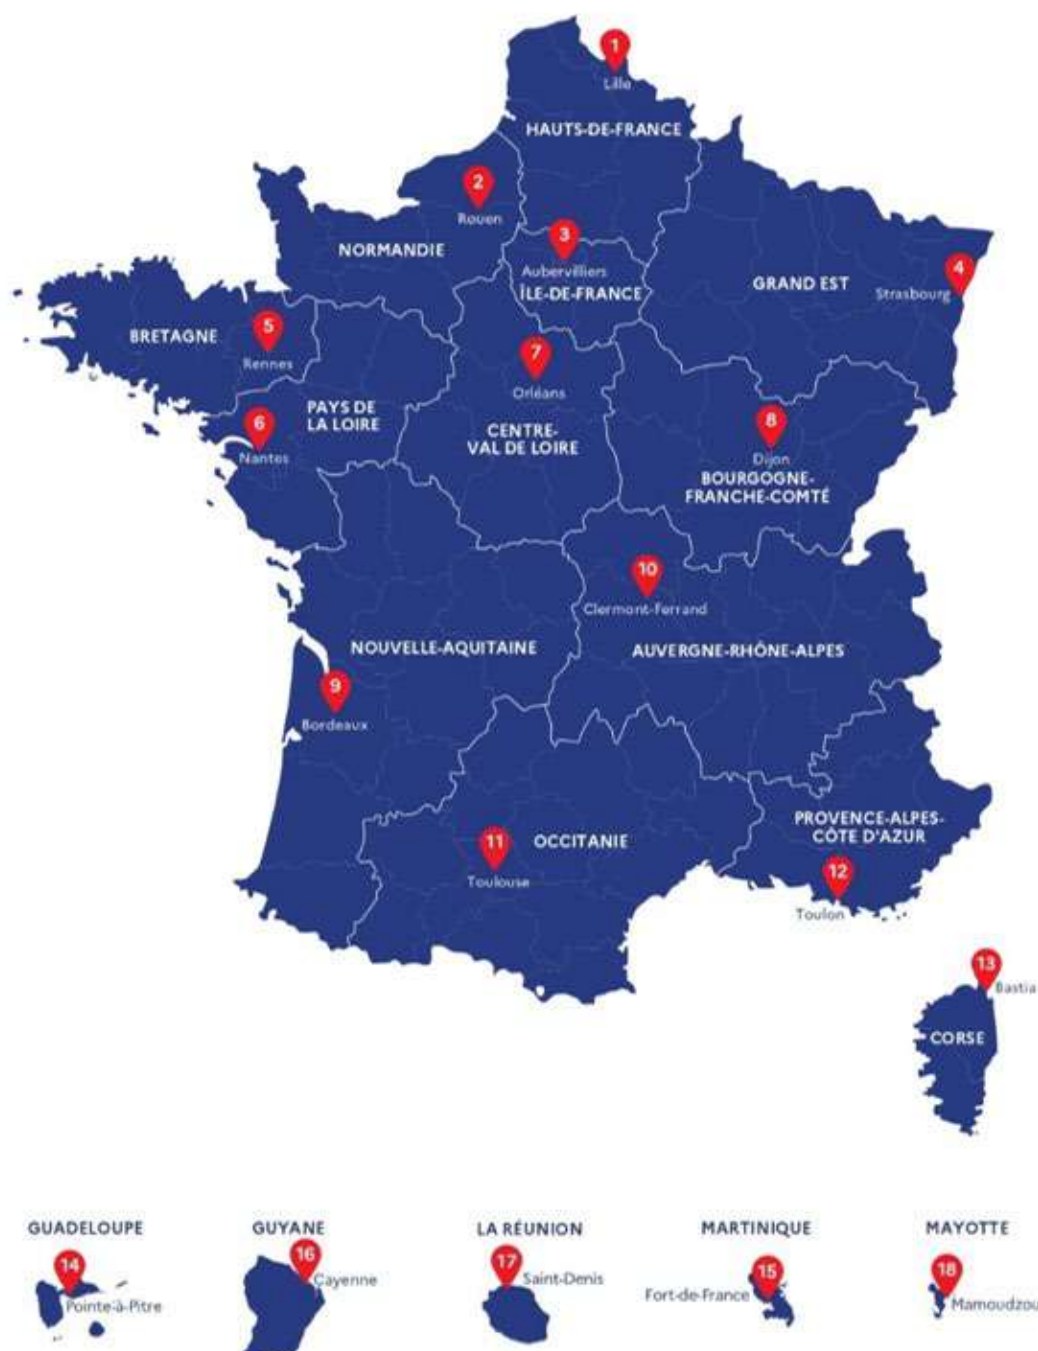 1
Lille
HAUTS-DE-FRANCE
2
Rouen
NORMANDIE
3
Aubervilliers
ÎLE-DE-FRANCE
4
Strasbourg
GRAND EST
5
Rennes
BRETAGNE
6
Nantes
PAYS DE
LA LOIRE
7
Orléans
CENTRE-
VAL DE LOIRE
8
Dijon
BOURGOGNE-
FRANCHE-COMTÉ
10
Clermont-Ferrand
AUVERGNE-RHÔNE-ALPES
NOUVELLE-AQUITAINE
9
Bordeaux
11
Toulouse
OCCITANIE
PROVENCE-ALPES-
CÔTE D'AZUR
12
Toulon
13
Bastia
CORSE
GUADELOUPE
14
Pointe-à-Pitre
GUYANE
16
Cayenne
LA RÉUNION
17
Saint-Denis
MARTINIQUE
15
Fort-de-France
MAYOTTE
18
Mamoudzou